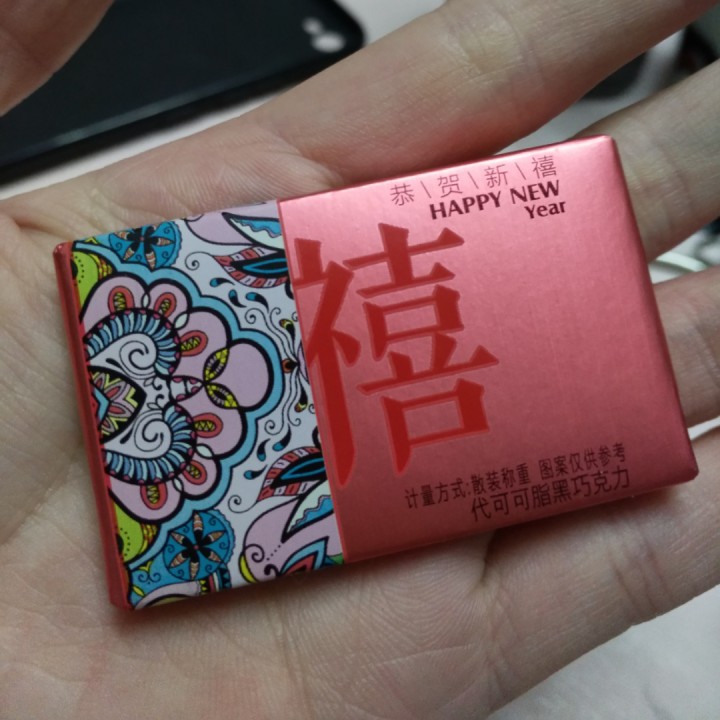 恭\贺\新\禧
HAPPY NEW
Year
禧
计量方式:散装称重 图案仅供参考
代可可脂黑巧克力